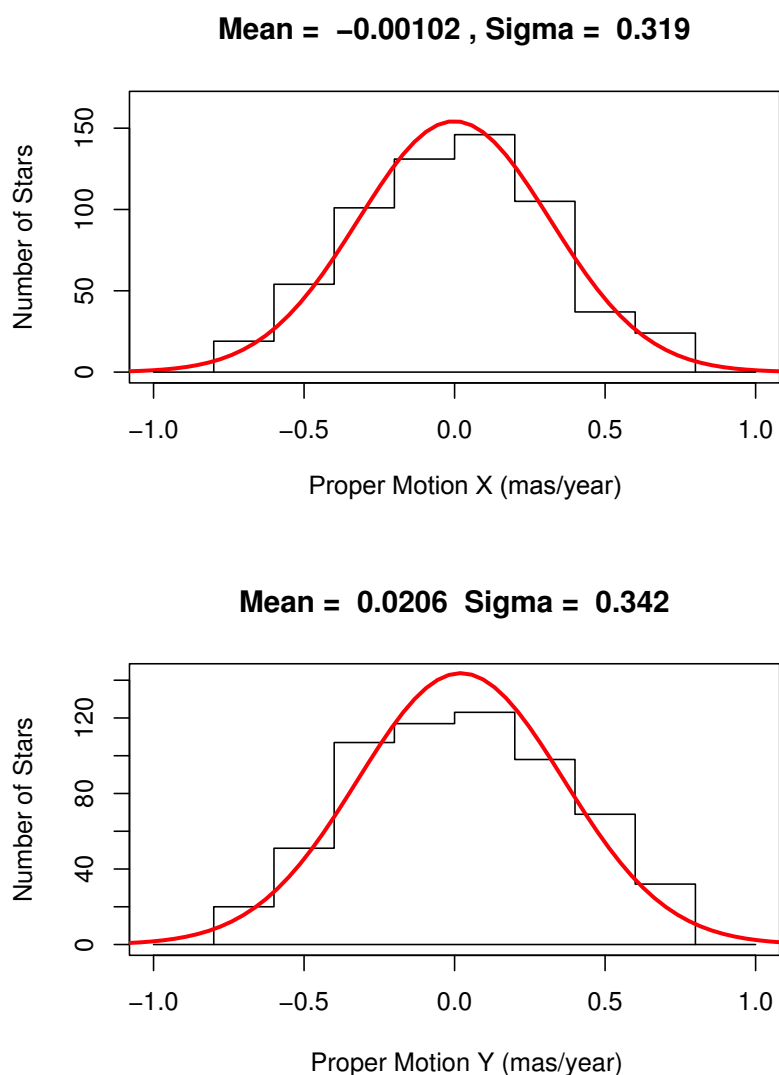 Mean =  −0.00102 , Sigma =  0.319
Number of Stars
150
100
50
0
−1.0 −0.5 0.0 0.5 1.0
Proper Motion X (mas/year)
Mean =  0.0206  Sigma =  0.342
Number of Stars
120
80
40
0
−1.0 −0.5 0.0 0.5 1.0
Proper Motion Y (mas/year)